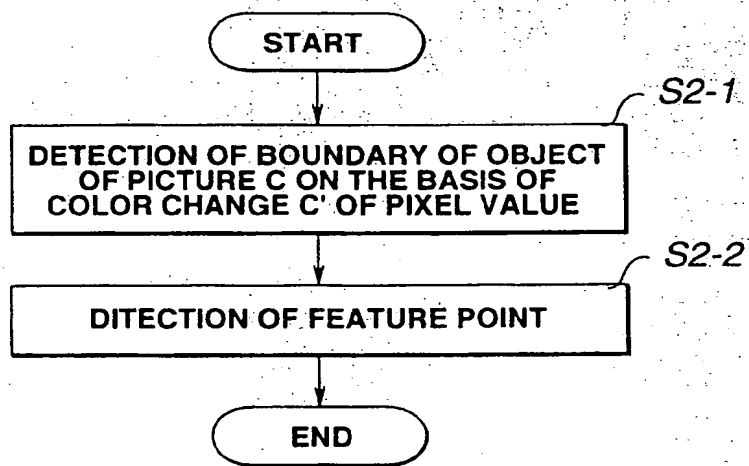 START
S2-1
DETECTION OF BOUNDARY OF OBJECT
OF PICTURE C ON THE BASIS OF
COLOR CHANGE C' OF PIXEL VALUE
S2-2
DITECTION OF FEATURE POINT
END